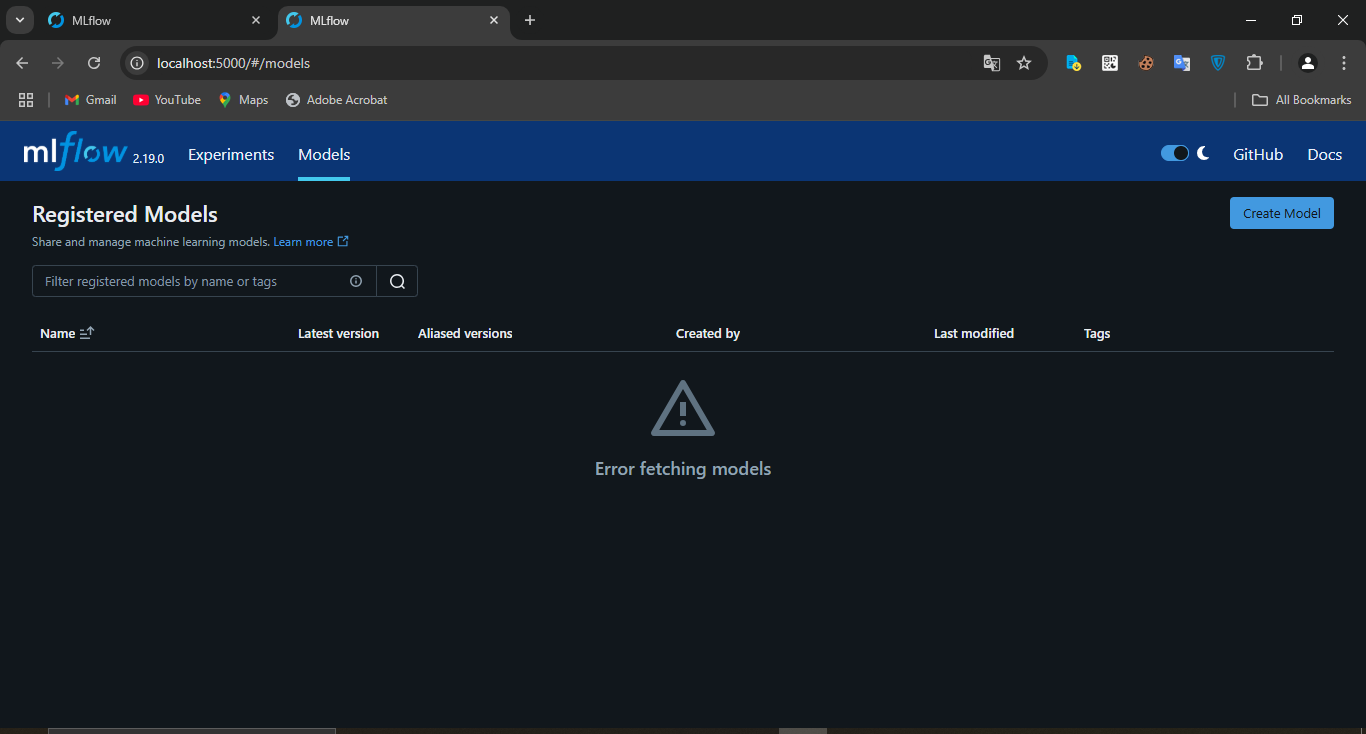 MLflow
MLflow
localhost:5000/#/models
Gmail
YouTube
Maps
Adobe Acrobat
All Bookmarks
mlflow 2.19.0
Experiments
Models
GitHub
Docs
Registered Models
Create Model
Share and manage machine learning models. Learn more
Filter registered models by name or tags
Name
Latest version
Aliased versions
Created by
Last modified
Tags
Error fetching models